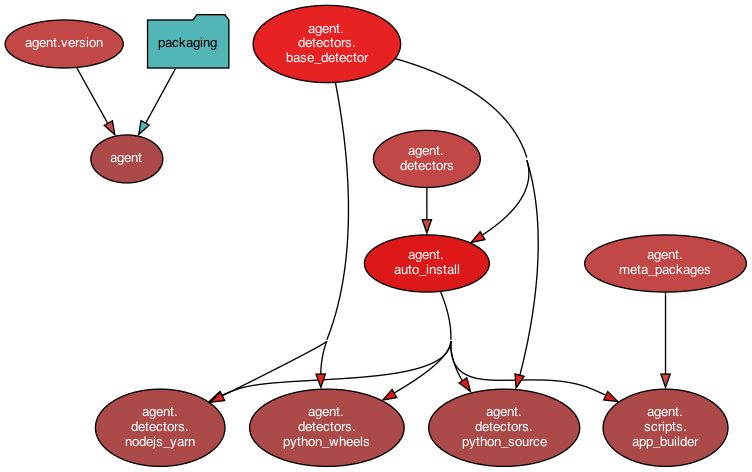 agent.version
packaging
agent.
detectors.
base_detector
agent
agent.
detectors
agent.
auto_install
agent.
meta_packages
agent.
detectors.
nodejs_yarn
agent.
detectors.
python_wheels
agent.
detectors.
python_source
agent.
scripts.
app_builder